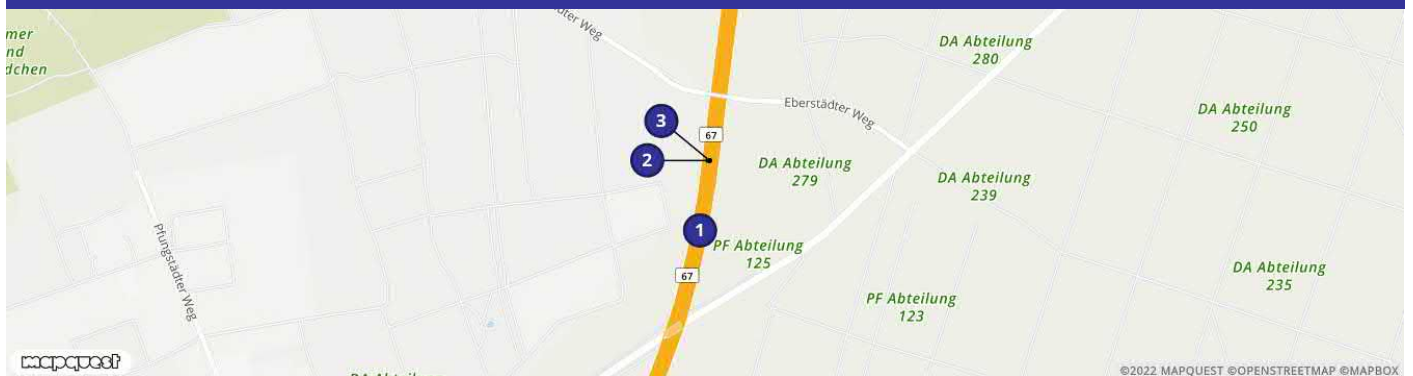 mer
nd
dchen
dter Weg
DA Abteilung
280
Eberstädter Weg
DA Abteilung
250
3
67
2
DA Abteilung
279
DA Abteilung
239
1
PF Abteilung
125
Pfungstädter Weg
67
DA Abteilung
235
PF Abteilung
123
mapquest
©2022 MAPQUEST ©OPENSTREETMAP ©MAPBOX